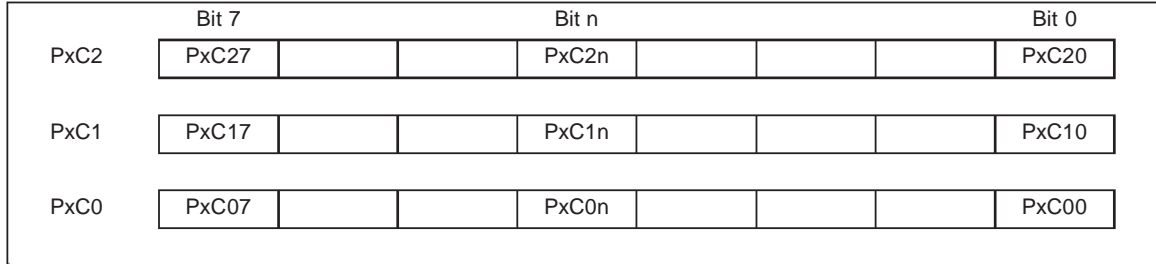 Bit 7 Bit n Bit 0
PxC2 PxC27 PxC2n PxC20
PxC1 PxC17 PxC1n PxC10
PxC0 PxC07 PxC0n PxC00